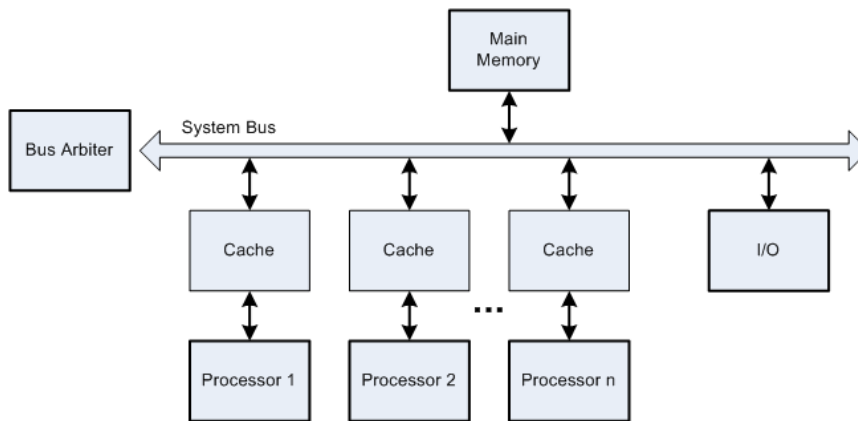 Main
Memory
System Bus
Bus Arbiter
Cache
Cache
Cache
I/O
...
Processor 1
Processor 2
Processor n